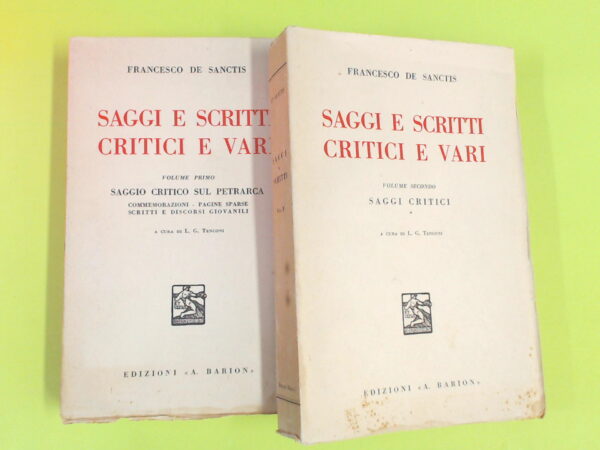 FRANCESCO DE SANCTIS
SAGGI E SCRITTI
CRITICI E VARI
VOLUME PRIMO
SAGGIO CRITICO SUL PETRARCA
COMMEMORAZIONI - PAGINE SPARSE
SCRITTI E DISCORSI GIOVANILI
A CURA DI L. G. TENCONI
EDIZIONI «A. BARION»
FRANCESCO DE SANCTIS
SAGGI E SCRITTI
CRITICI E VARI
VOLUME SECONDO
SAGGI CRITICI
A CURA DI L. G. TENCONI
EDIZIONI «A. BARION»